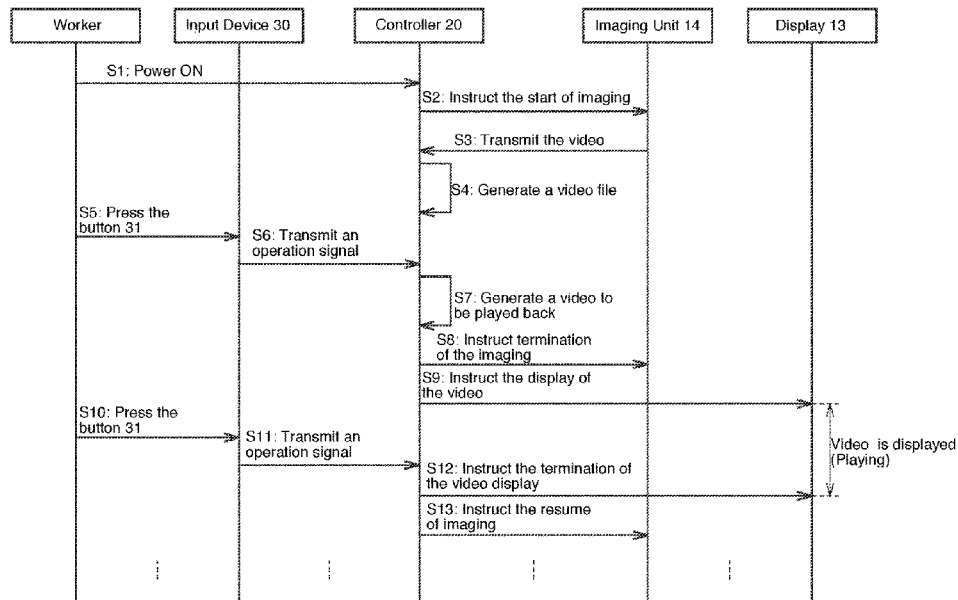 Worker
Input Device 30
Controller 20
Imaging Unit 14
Display 13
S1: Power ON
S2: Instruct the start of imaging
S3: Transmit the video
S4: Generate a video file
S5: Press the
button 31
S6: Transmit an
operation signal
S7: Generate a video to
be played back
S8: Instruct termination
of the imaging
S9: Instruct the display of
the video
S10: Press the
button 31
S11: Transmit an
operation signal
Video is displayed
(Playing)
S12: Instruct the termination of
the video display
S13: Instruct the resume
of imaging